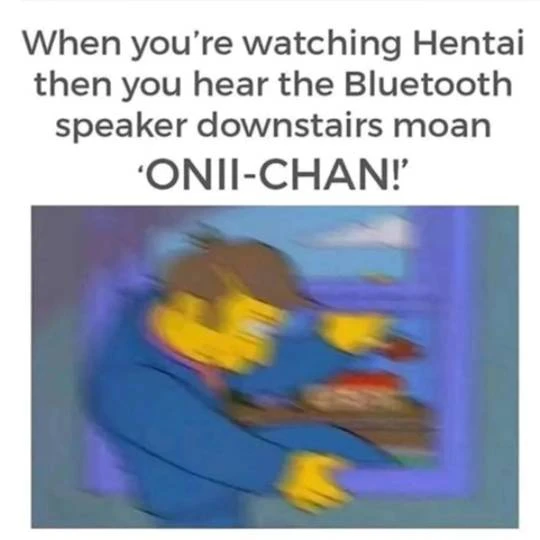 When you're watching Hentai
then you hear the Bluetooth
speaker downstairs moan
‘ONII-CHAN!’